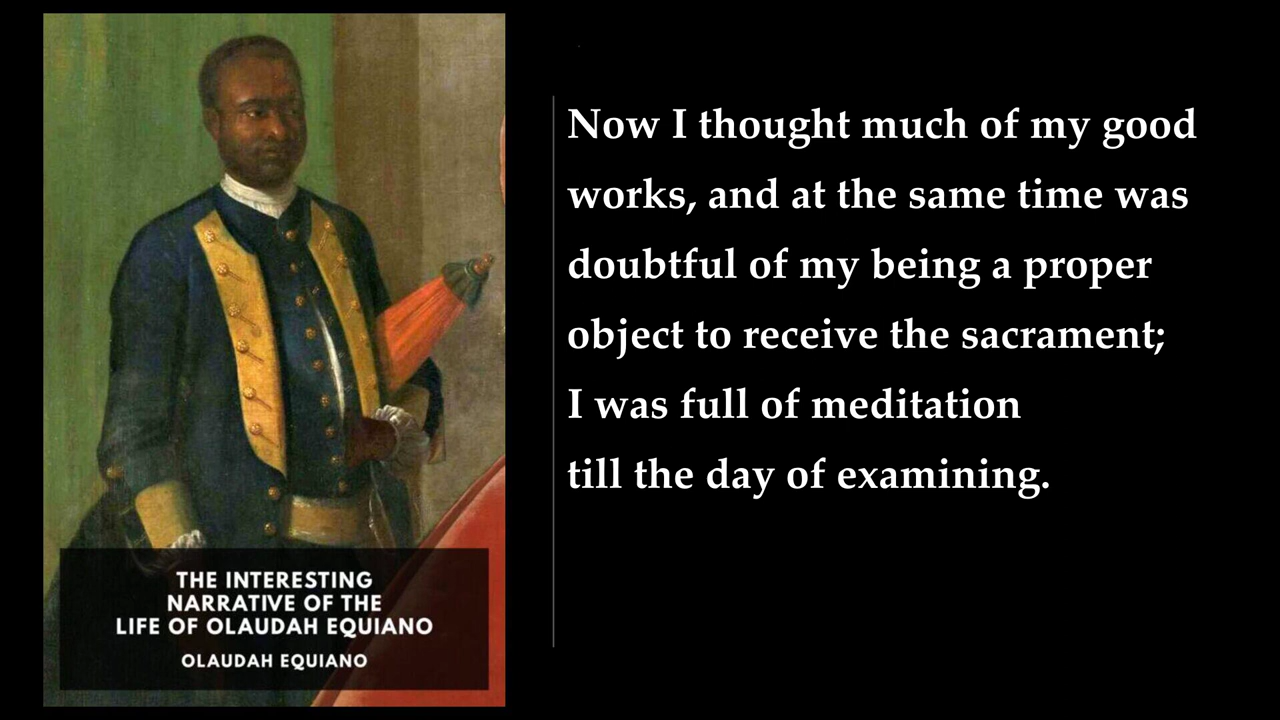 THE INTERESTING
NARRATIVE OF THE
LIFE OF OLAUDAH EQUIANO
OLAUDAH EQUIANO
Now I thought much of my good
works, and at the same time was
doubtful of my being a proper
object to receive the sacrament;
I was full of meditation
till the day of examining.